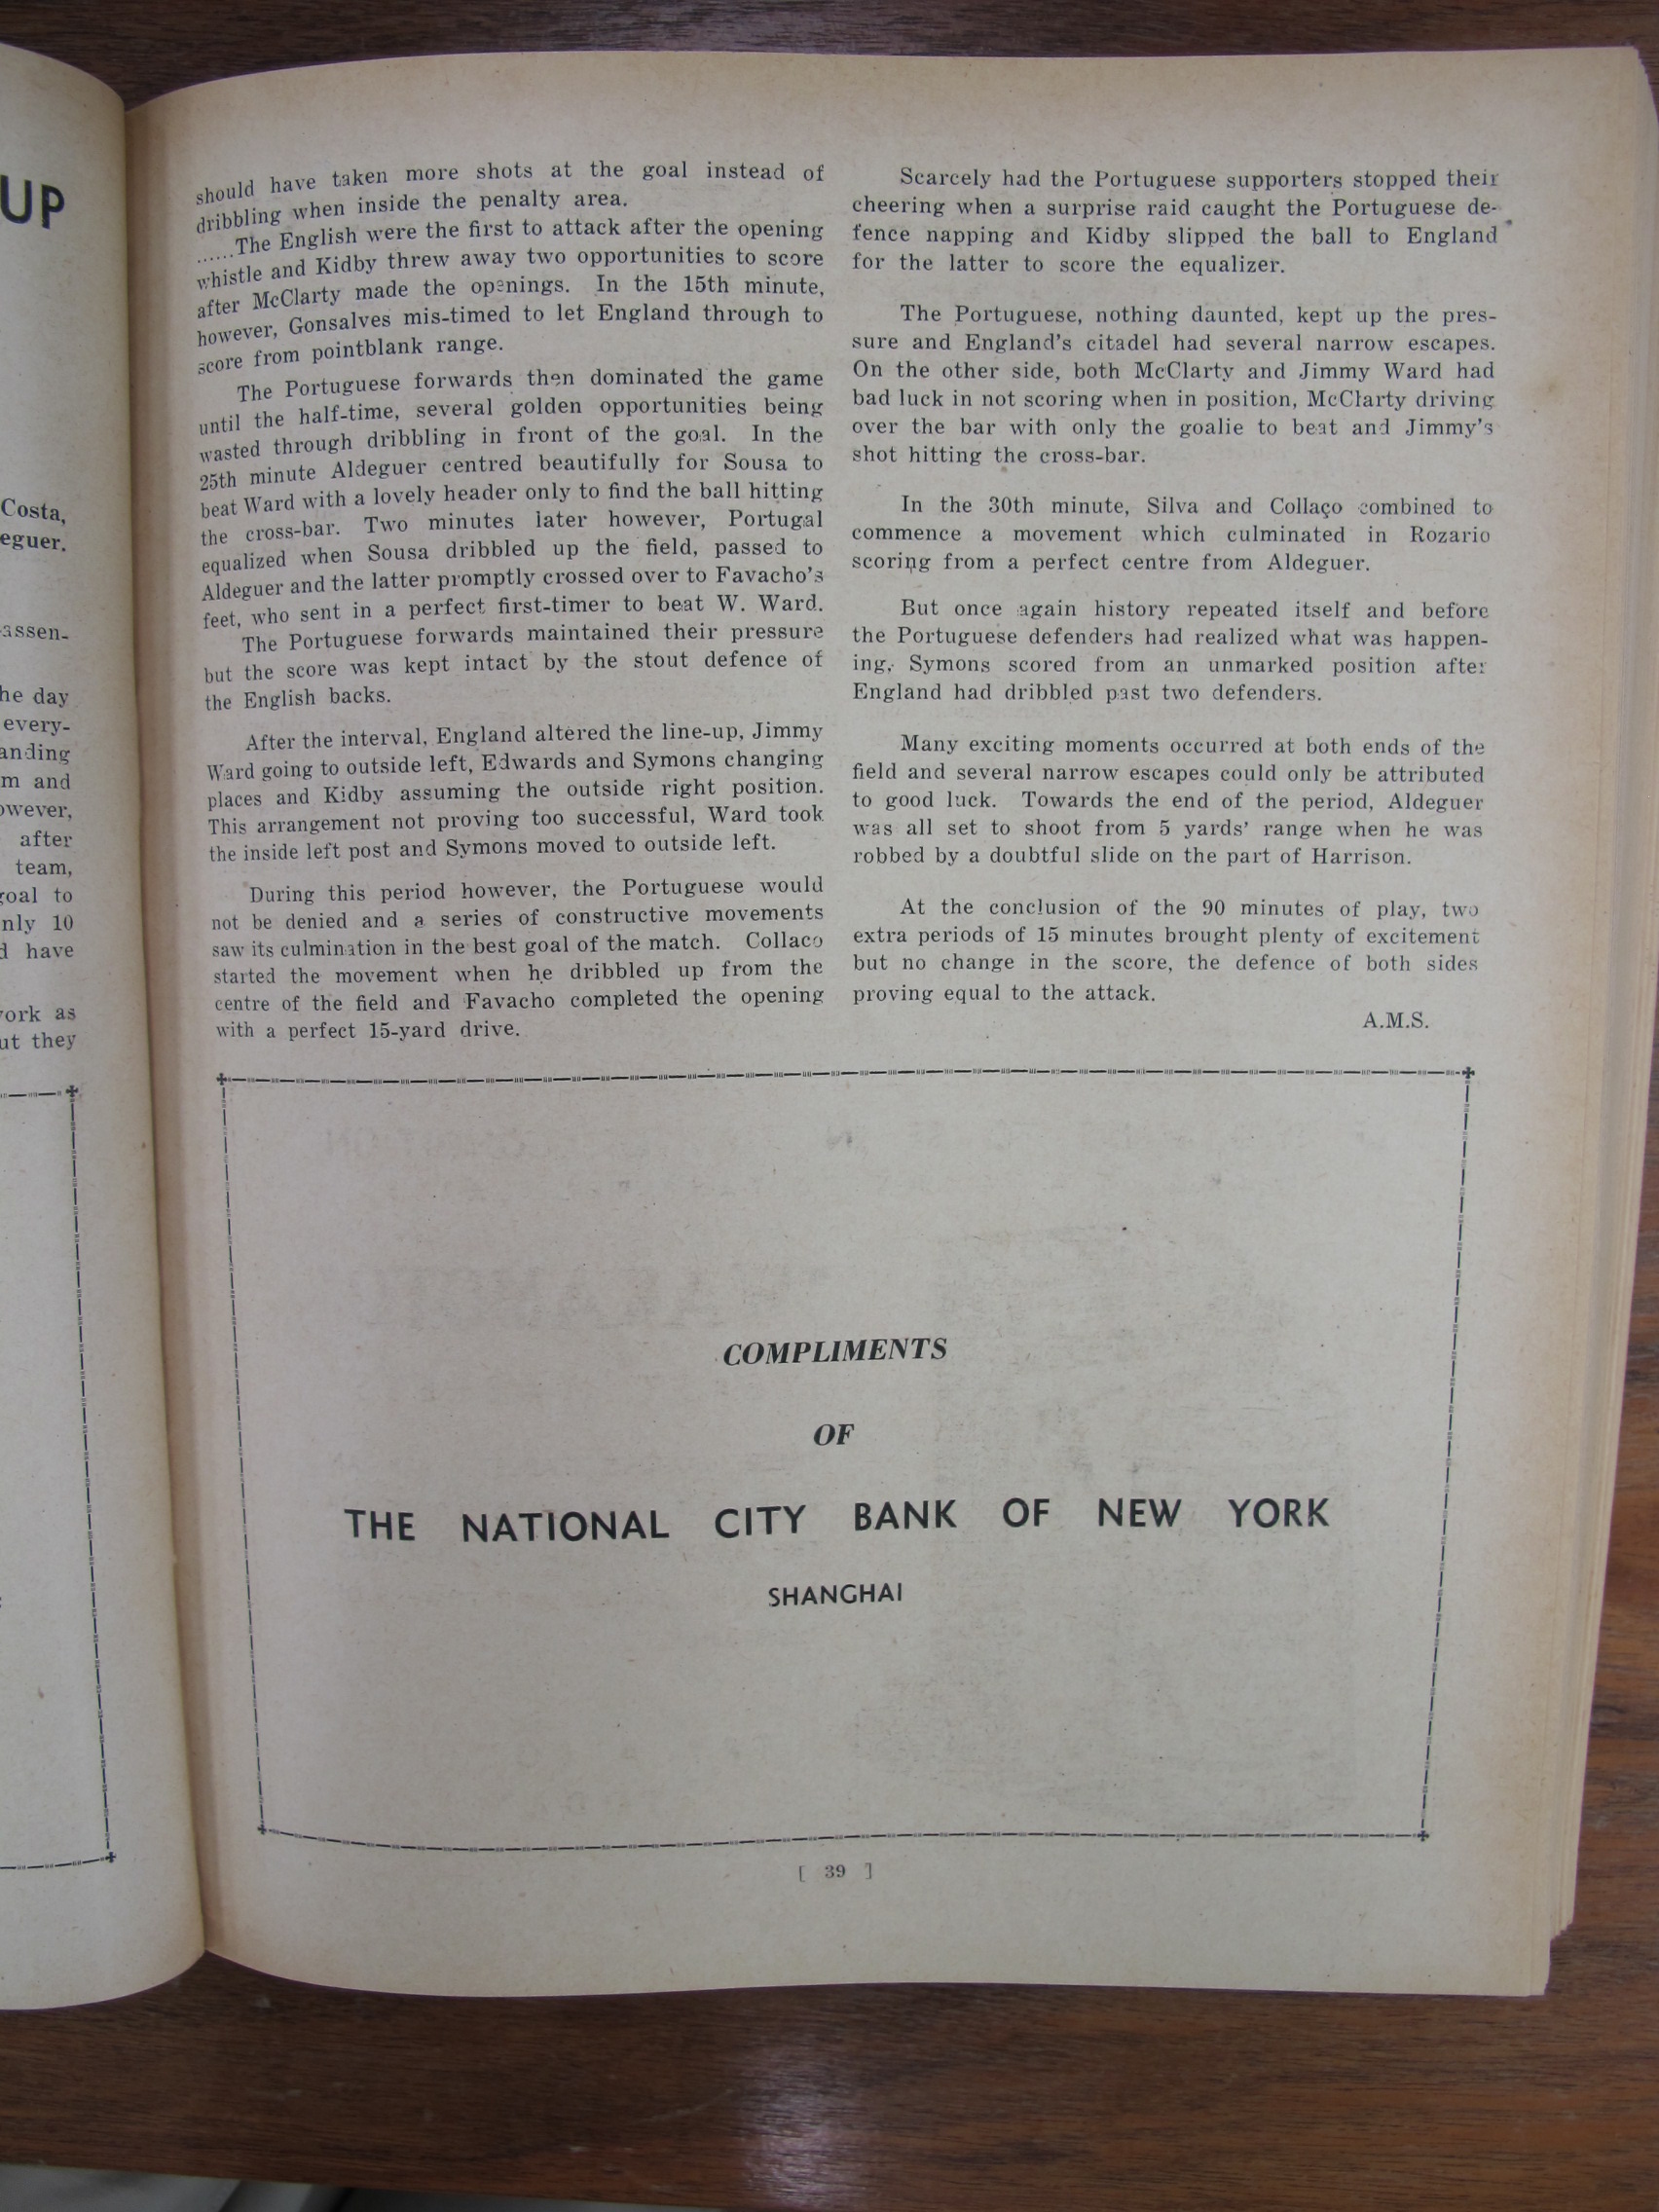 UP
Costa,
eguer.
assen-
he day
every-
anding
m and
owever,
after
team,
goal to
nly 10
d have
ork as
ut they
should have taken more shots at the goal instead of
dribbling when inside the penalty area.
......The English were the first to attack after the opening
whistle and Kidby threw away two opportunities to score
after McClarty made the openings. In the 15th minute,
however, Gonsalves mis-timed to let England through to
score from pointblank range.
The Portuguese forwards then dominated the game
until the half-time, several golden opportunities being
wasted through dribbling in front of the goal. In the
25th minute Aldeguer centred beautifully for Sousa to
beat Ward with a lovely header only to find the ball hitting
the cross-bar. Two minutes later however, Portugal
equalized when Sousa dribbled up the field, passed to
Aldeguer and the latter promptly crossed over to Favacho's
feet, who sent in a perfect first-timer to beat W. Ward.
The Portuguese forwards maintained their pressure
but the score was kept intact by the stout defence of
the English backs.
After the interval, England altered the line-up, Jimmy
Ward going to outside left, Edwards and Symons changing
places and Kidby assuming the outside right position.
This arrangement not proving too successful, Ward took
the inside left post and Symons moved to outside left.
During this period however, the Portuguese would
not be denied and a series of constructive movements
saw its culmination in the best goal of the match. Collaco
started the movement when he dribbled up from the
centre of the field and Favacho completed the opening
with a perfect 15-yard drive.
Scarcely had the Portuguese supporters stopped their
cheering when a surprise raid caught the Portuguese de-
fence napping and Kidby slipped the ball to England
for the latter to score the equalizer.
The Portuguese, nothing daunted, kept up the pres-
sure and England's citadel had several narrow escapes.
On the other side, both McClarty and Jimmy Ward had
bad luck in not scoring when in position, McClarty driving
over the bar with only the goalie to beat and Jimmy's
shot hitting the cross-bar.
In the 30th minute, Silva and Collaço combined to
commence a movement which culminated in Rozario
scoring from a perfect centre from Aldeguer.
But once again history repeated itself and before
the Portuguese defenders had realized what was happen-
ing, Symons scored from an unmarked position after
England had dribbled past two defenders.
Many exciting moments occurred at both ends of the
field and several narrow escapes could only be attributed
to good luck. Towards the end of the period, Aldeguer
was all set to shoot from 5 yards' range when he was
robbed by a doubtful slide on the part of Harrison.
At the conclusion of the 90 minutes of play, two
extra periods of 15 minutes brought plenty of excitement
but no change in the score, the defence of both sides
proving equal to the attack.
A.M.S.
COMPLIMENTS
OF
THE NATIONAL CITY BANK OF NEW YORK
SHANGHAI
[ 39 ]